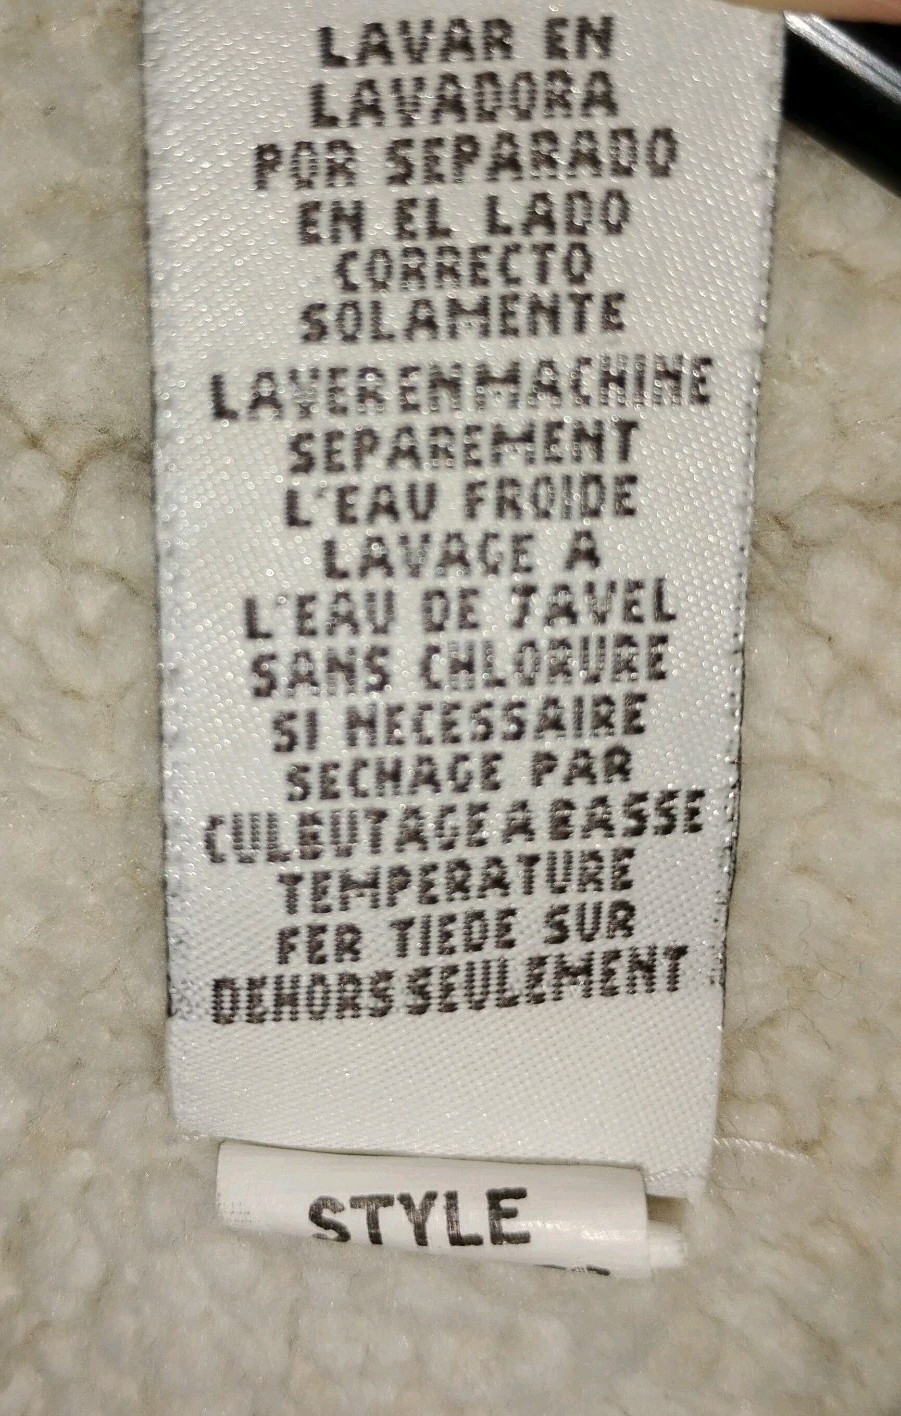 LAVAR EN
LAVADORA
POR SEPARADO
EN EL LADO
CORRECTO
SOLAMENTE
LAVER EN MACHINE
SEPAREMENT
L'EAU FROIDE
LAVAGE A
L'EAU DE JAVEL
SANS CHLORURE
SI NECESSAIRE
SECHAGE PAR
CULBUTAGE A BASSE
TEMPERATURE
FER TIEDE SUR
DEHORS SEULEMENT
STYLE